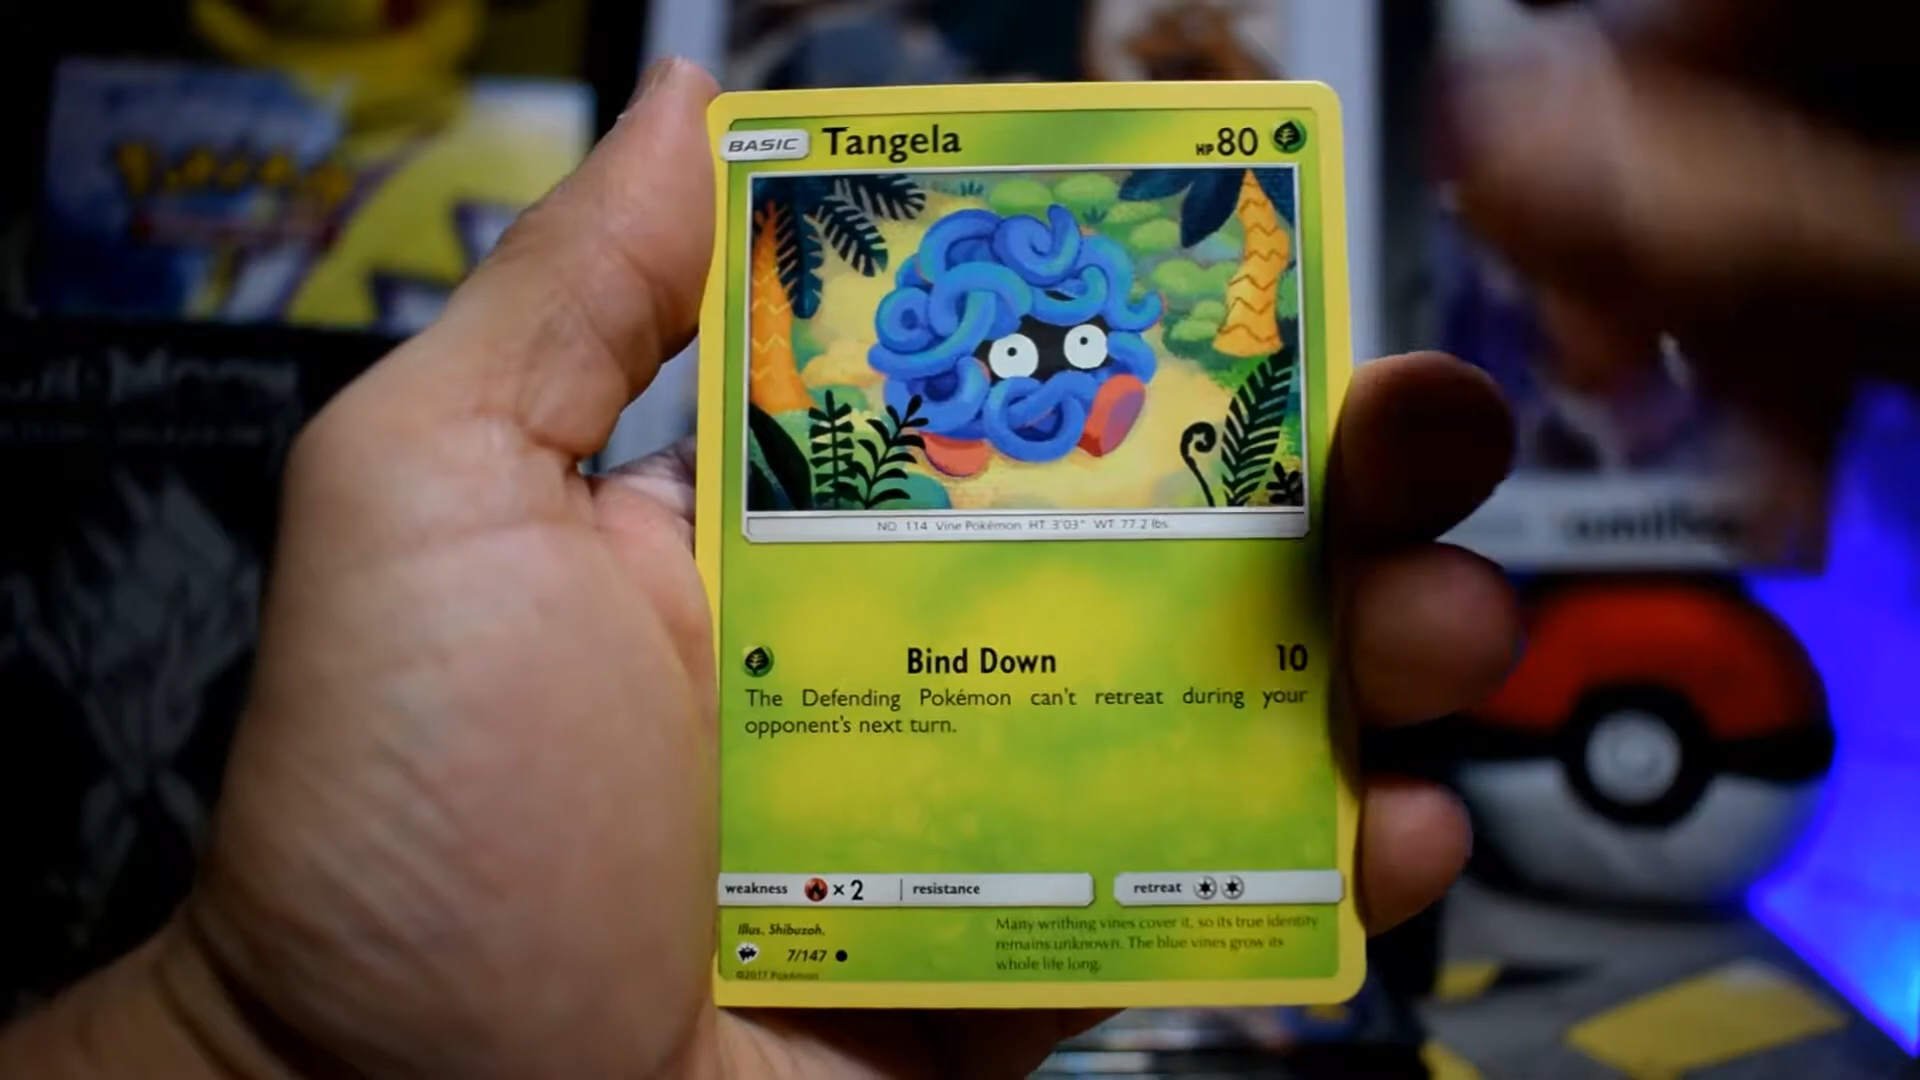 BASIC Tangela HP 80
NO. 114 Vine Pokémon HT 3'03" WT 77.2 lbs.
Bind Down 10
The Defending Pokémon can't retreat during your
opponent's next turn.
weakness ×2 resistance retreat
Illus. Shibuzoh.
7/147
©2017 Pokémon
Many writhing vines cover it, so its true identity
remains unknown. The blue vines grow its
whole life long.